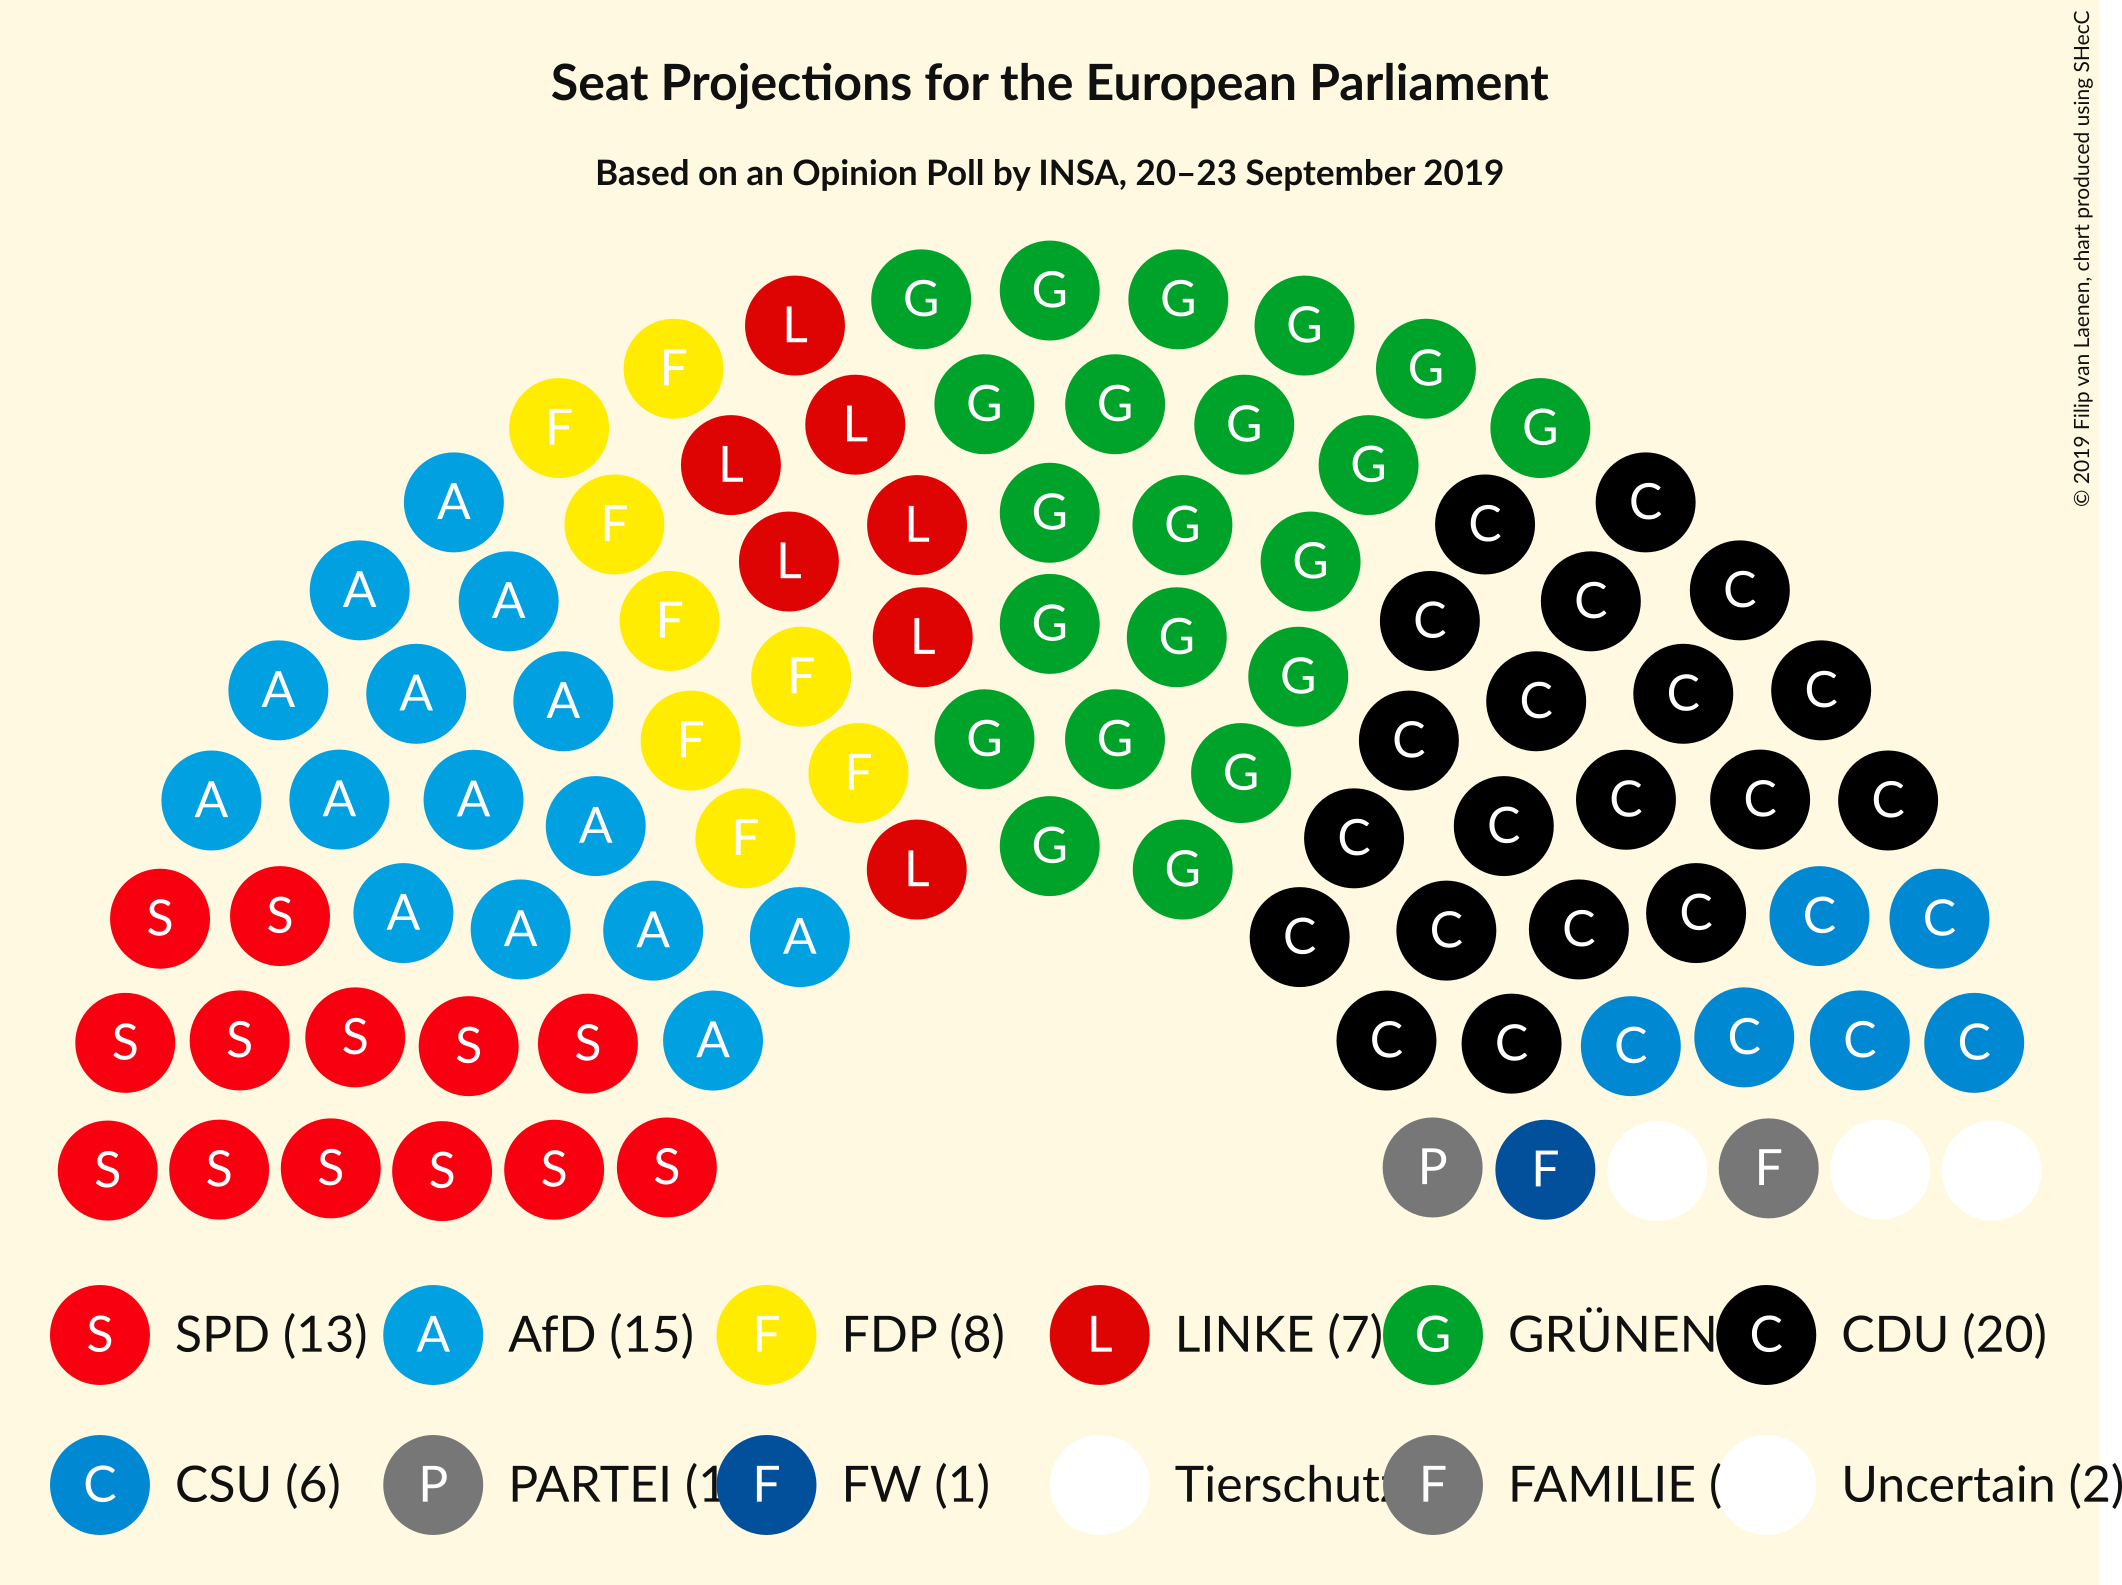 Seat Projections for the European Parliament
Based on an Opinion Poll by INSA, 20–23 September 2019
© 2019 Filip van Laenen, chart produced using SHecC
G G G G G
L G
F G G G G G
F L L G C
A F L L G G G C C
A A F L G G G C C C
A A A F F L G G G C C C C
A A A A F F G G C C C C C
S S A A A A F L G G C C C C C C
S S S S S A C C C C C C
S S S S S S P F F
S SPD (13) A AfD (15) F FDP (8) L LINKE (7) G GRÜNEN C CDU (20)
C CSU (6) P PARTEI (1 F FW (1) Tierschutz F FAMILIE ( Uncertain (2)